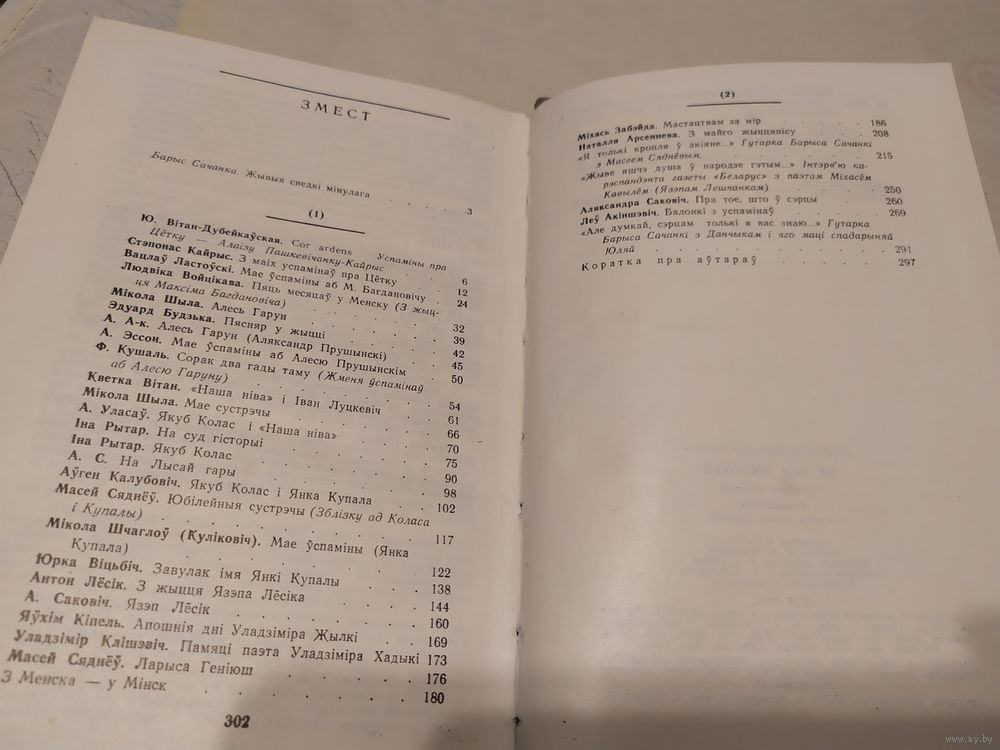 ЗМЕСТ
Барыс Сачанка. Жывыя сведкі мінулага . . . . 3
(1)
Ю. Вітан-Дубейкаўская. Cor ardens Успаміны пра
Цётку — Алаізу Пашкевічанку-Кайрыс . . 6
Стэпонас Кайрыс. З маіх успамінаў пра Цётку . 12
Вацлаў Ластоўскі. Мае ўспаміны аб М. Багдановічу . 24
Людвіка Войцікава. Пяць месяцаў у Менску (З жыц-
ця Максіма Багдановіча) . . . . 32
Мікола Шыла. Алесь Гарун . . . . 39
Эдуард Будзька. Пясняр у жыцці . . . 42
А. А-к. Алесь Гарун (Аляксандр Прушынскі) . . 45
А. Эссон. Мае ўспаміны аб Алесю Прушынскім . 50
Ф. Кушаль. Сорак два гады таму (Жменя ўспамінаў
аб Алесю Гаруну) . . . . 54
Кветка Вітан. «Наша ніва» і Іван Луцкевіч . . 61
Мікола Шыла. Мае сустрэчы . . . . 66
А. Уласаў. Якуб Колас і «Наша ніва» . . . 70
Іна Рытар. На суд гісторыі . . . . 75
Іна Рытар. Якуб Колас . . . . 90
А. С. На Лысай гары . . . . 98
Аўген Калубовіч. Якуб Колас і Янка Купала . . 102
Масей Сяднёў. Юбілейныя сустрэчы (Зблізку ад Коласа
і Купалы) . . . . 117
Мікола Шчаглоў (Куліковіч). Мае ўспаміны (Янка
Купала) . . . . 122
Юрка Віцьбіч. Завулак імя Янкі Купалы . . . 138
Антон Лёсік. З жыцця Язэпа Лёсіка . . . 144
А. Саковіч. Язэп Лёсік . . . . 160
Яўхім Кіпель. Апошнія дні Уладзіміра Жылкі . . 169
Уладзімір Клішэвіч. Памяці паэта Уладзіміра Хадыкі 173
Масей Сяднёў. Ларыса Геніюш . . . . 176
З Менска — у Мінск . . . . 180
302
(2)
Міхась Забэйда. Мастацтвам за мір . . . . 186
Наталля Арсеннева. З майго жыццяпісу . . . 208
«Я толькі кропля ў акіяне...» Гутарка Барыса Сачанкі
з Масеем Сяднёвым. . . . . 215
«Жыве яшчэ душа ў народзе гэтым...» Інтэрв'ю ка-
рэспандэнта газеты «Беларус» з паэтам Міхасём
Кавылём (Язэпам Лешчанкам) . . . . 250
Аляксандра Саковіч. Пра тое, што ў сэрцы . . 260
Леў Акіншэвіч. Балонкі з успамінаў . . . 269
«Але думкай, сэрцам толькі я вас знаю...» Гутарка
Барыса Сачанкі з Данчыкам і яго маці спадарыняй
Юляй . . . . 291
Коратка пра аўтараў . . . . 297
www.ay.by